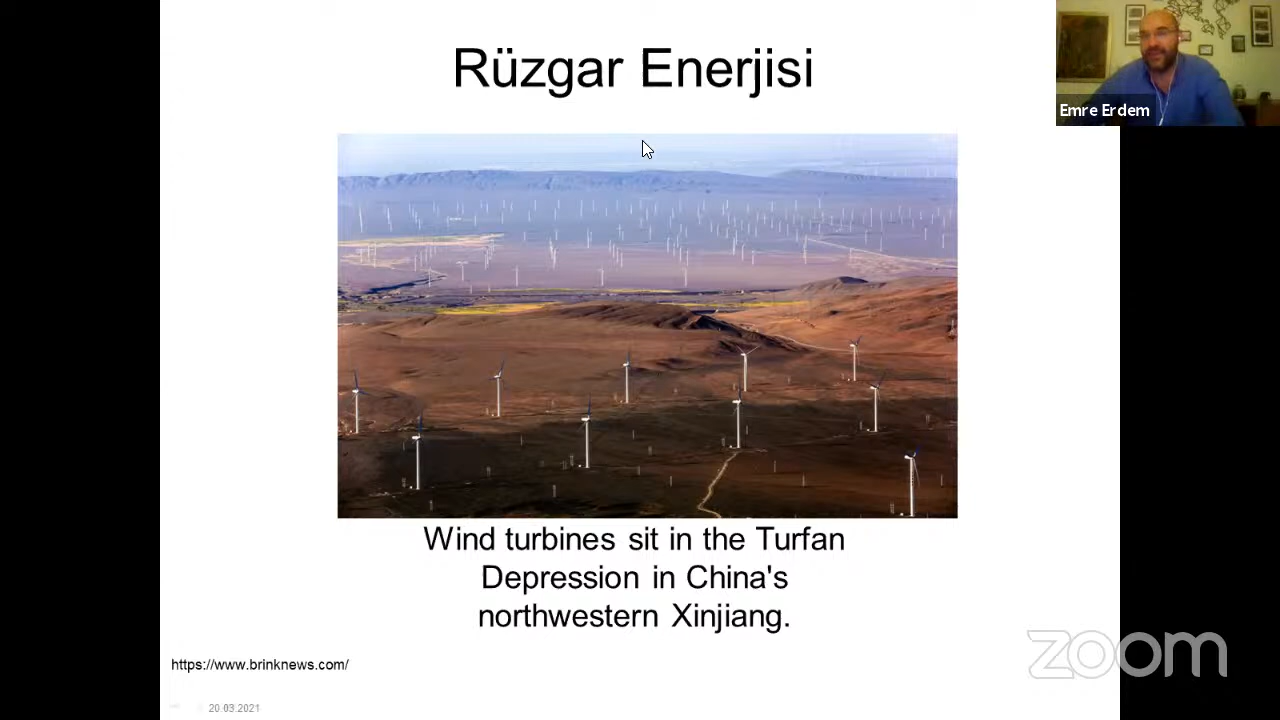 Rüzgar Enerjisi
Emre Erdem
Wind turbines sit in the Turfan
Depression in China's
northwestern Xinjiang.
https://www.brinknews.com/
zoom
20.03.2021